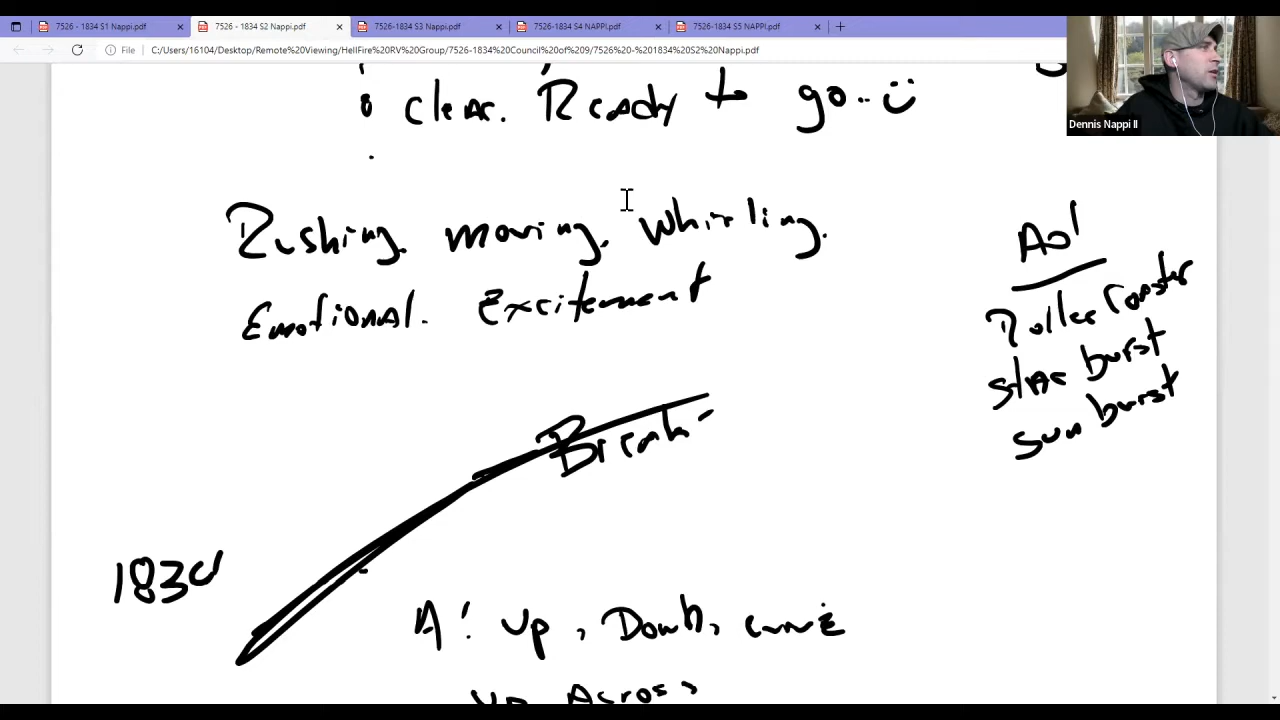 7526 - 1834 S1 Nappi.pdf
7526 - 1834 S2 Nappi.pdf
7526-1834 S3 Nappi.pdf
7526-1834 S4 NAPPI.pdf
7526-1834 S5 NAPPI.pdf
File
C:/Users/16104/Desktop/Remote%20Viewing/HellFire%20RV%20Group/7526-1834%20Council%20of%209/7526%20-%201834%20S2%20Nappi.pdf
Dennis Nappi II
clear. Ready to go..
Rushing. moving. Whirling.
Emotional. Excitement
Aol
Roller Coaster
star burst
sun burst
Break-
1834
A: up, Down, curve
up Across,